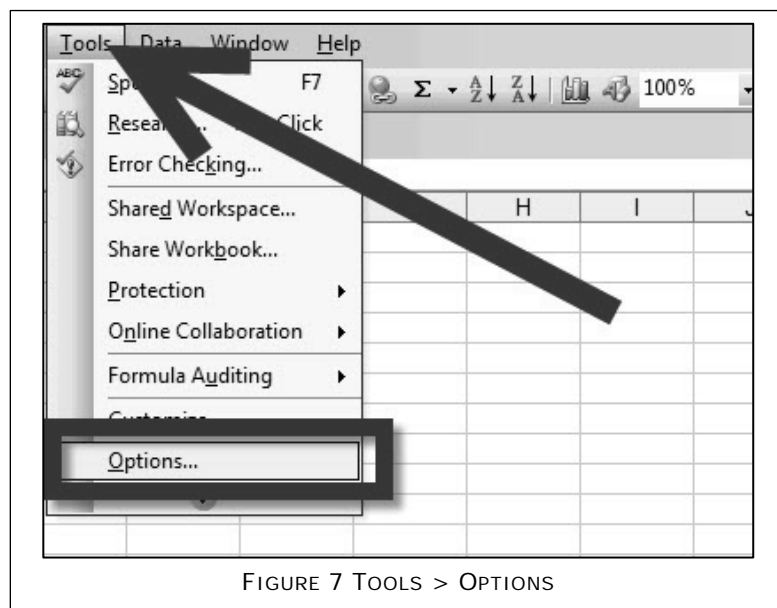 Tools Data Window Help
F7
Σ
A Z Z A
100%
Click
Error Checking...
Shared Workspace...
H I
Share Workbook...
Protection
Online Collaboration
Formula Auditing
Options...
FIGURE 7 TOOLS > OPTIONS